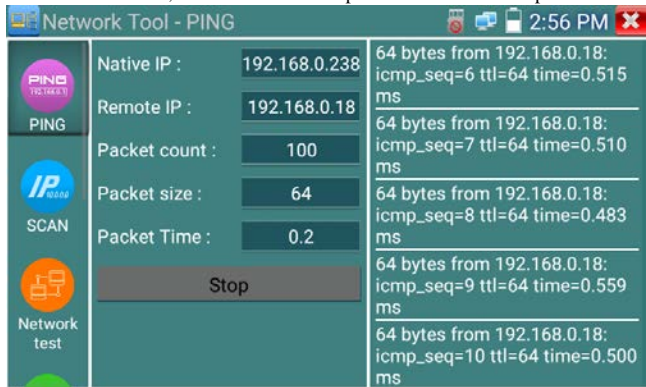 Network Tool - PING
2:56 PM
PING
PING
SCAN
Network
test
Native IP :
192.168.0.238
Remote IP :
192.168.0.18
Packet count :
100
Packet size :
64
Packet Time :
0.2
Stop
64 bytes from 192.168.0.18:
icmp_seq=6 ttl=64 time=0.515
ms
64 bytes from 192.168.0.18:
icmp_seq=7 ttl=64 time=0.510
ms
64 bytes from 192.168.0.18:
icmp_seq=8 ttl=64 time=0.483
ms
64 bytes from 192.168.0.18:
icmp_seq=9 ttl=64 time=0.559
ms
64 bytes from 192.168.0.18:
icmp_seq=10 ttl=64 time=0.500
ms